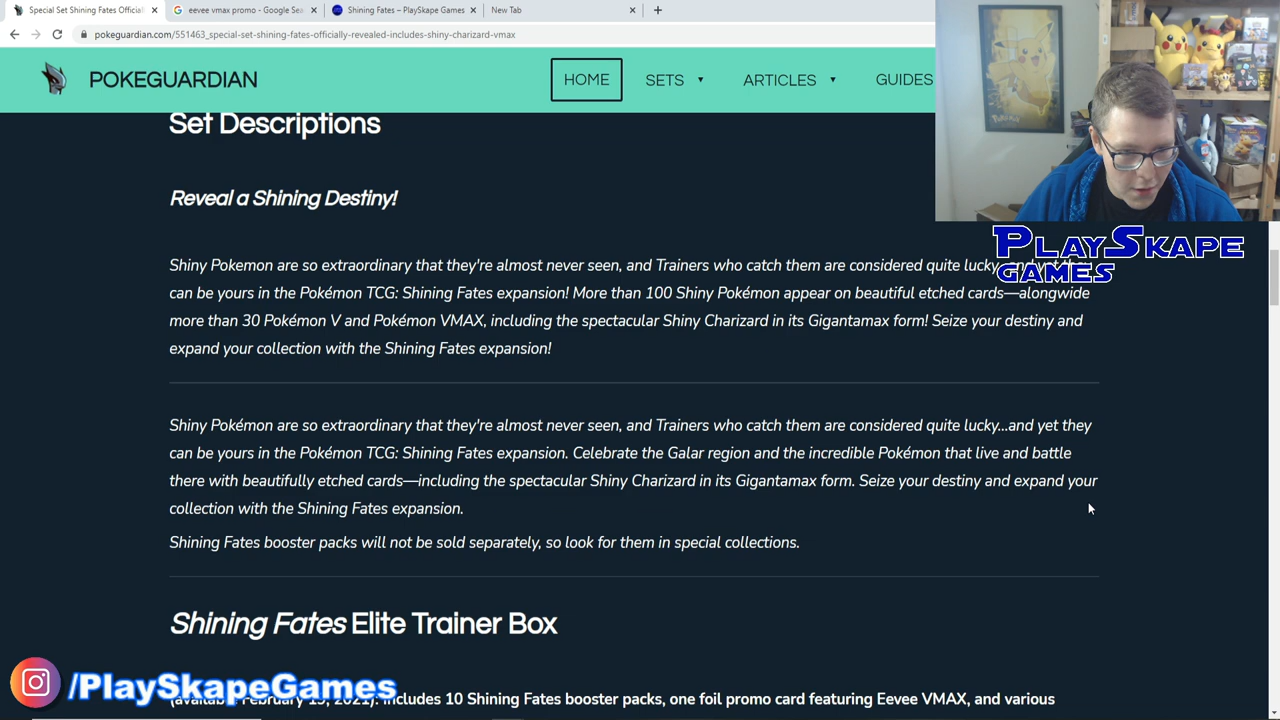 Special Set Shining Fates Official
eevee vmax promo - Google Sea
Shining Fates – PlaySkape Games
New Tab
pokeguardian.com/551463_special-set-shining-fates-officially-revealed-includes-shiny-charizard-vmax
POKEGUARDIAN
HOME
SETS
ARTICLES
GUIDES
Set Descriptions
Reveal a Shining Destiny!
Shiny Pokemon are so extraordinary that they're almost never seen, and Trainers who catch them are considered quite lucky
can be yours in the Pokémon TCG: Shining Fates expansion! More than 100 Shiny Pokémon appear on beautiful etched cards—alongwide
more than 30 Pokémon V and Pokémon VMAX, including the spectacular Shiny Charizard in its Gigantamax form! Seize your destiny and
expand your collection with the Shining Fates expansion!
Shiny Pokémon are so extraordinary that they're almost never seen, and Trainers who catch them are considered quite lucky...and yet they
can be yours in the Pokémon TCG: Shining Fates expansion. Celebrate the Galar region and the incredible Pokémon that live and battle
there with beautifully etched cards—including the spectacular Shiny Charizard in its Gigantamax form. Seize your destiny and expand your
collection with the Shining Fates expansion.
Shining Fates booster packs will not be sold separately, so look for them in special collections.
Shining Fates Elite Trainer Box
(available February 19, 2021): Includes 10 Shining Fates booster packs, one foil promo card featuring Eevee VMAX, and various
PLAYSKAPE
GAMES
/PlaySkapeGames